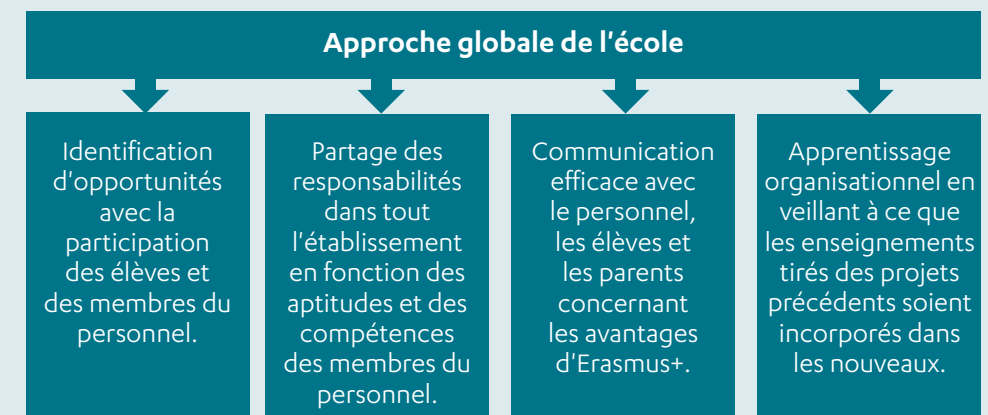 Approche globale de l'école
Identification
d'opportunités
avec la
participation
des élèves et
des membres du
personnel.
Partage des
responsabilités
dans tout
l'établissement
en fonction des
aptitudes et des
compétences
des membres du
personnel.
Communication
efficace avec
le personnel,
les élèves et
les parents
concernant
les avantages
d'Erasmus+.
Apprentissage
organisationnel en
veillant à ce que
les enseignements
tirés des projets
précédents soient
incorporés dans
les nouveaux.